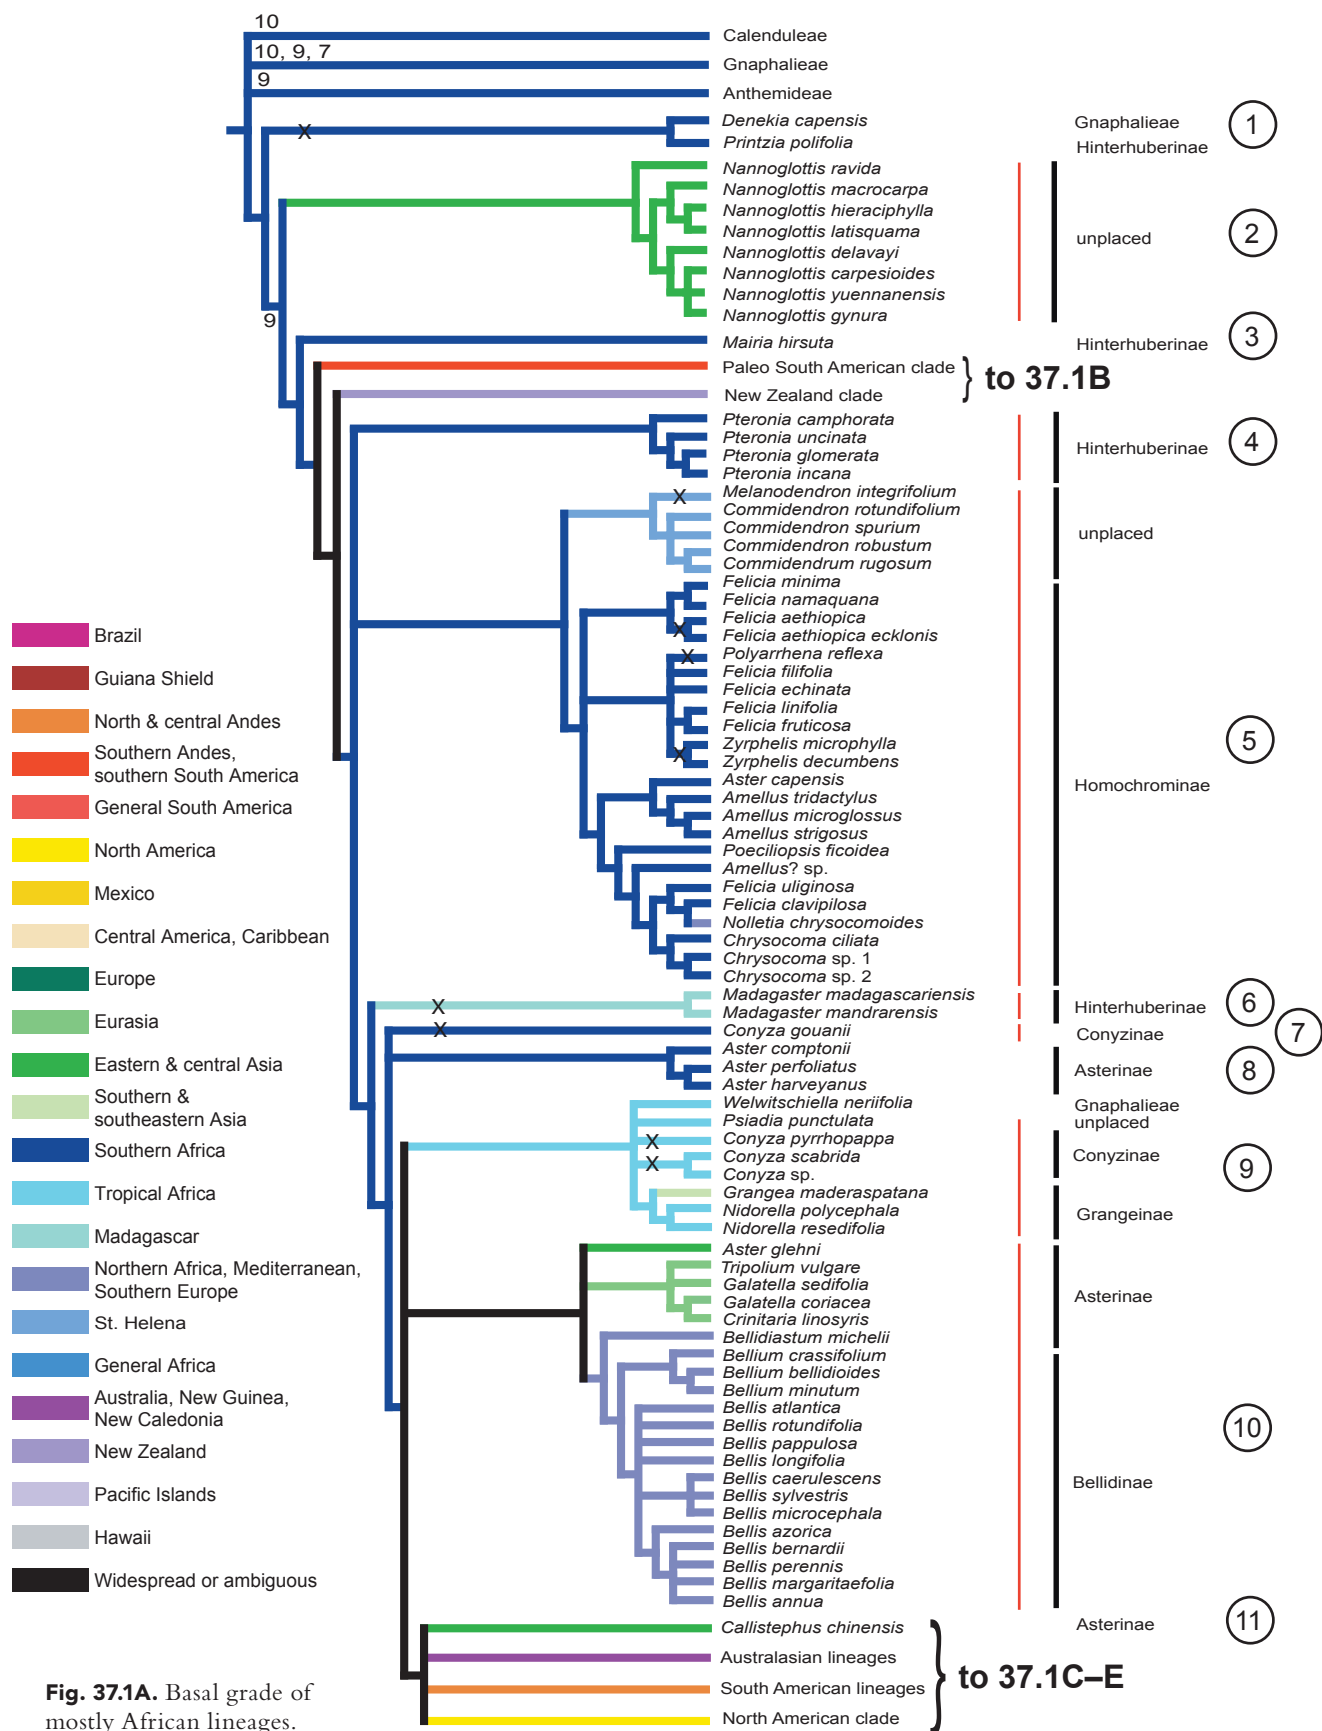 10
Calenduleae
10, 9, 7
Gnaphalieae
9
Anthemideae
Denekia capensis
Gnaphalieae
1
X
Printzia polifolia
Hinterhuberinae
Nannoglottis ravida
Nannoglottis macrocarpa
Nannoglottis hieraciphylla
Nannoglottis latisquama
unplaced
2
Nannoglottis delavayi
Nannoglottis carpesioides
Nannoglottis yuennanensis
Nannoglottis gynura
9
Mairia hirsuta
Hinterhuberinae
3
Paleo South American clade
} to 37.1B
New Zealand clade
Pteronia camphorata
Pteronia uncinata
Hinterhuberinae
4
Pteronia glomerata
Pteronia incana
X
Melanodendron integrifolium
Commidendron rotundifolium
Commidendron spurium
unplaced
Commidendron robustum
Commidendrum rugosum
Felicia minima
Felicia namaquana
Felicia aethiopica
X
Felicia aethiopica ecklonis
X
Polyarrhena reflexa
Felicia filifolia
Felicia echinata
Felicia linifolia
Felicia fruticosa
Zyrphelis microphylla
X
Zyrphelis decumbens
5
Aster capensis
Homochrominae
Amellus tridactylus
Amellus microglossus
Amellus strigosus
Poeciliopsis ficoidea
Amellus? sp.
Felicia uliginosa
Felicia clavipilosa
Nolletia chrysocomoides
Chrysocoma ciliata
Chrysocoma sp. 1
Chrysocoma sp. 2
Madagaster madagascariensis
X
Hinterhuberinae
6
Madagaster mandrarensis
X
Conyza gouanii
Conyzinae
7
Aster comptonii
Aster perfoliatus
Asterinae
8
Aster harveyanus
Welwitschiella neriifolia
Gnaphalieae
Psiadia punctulata
unplaced
X
Conyza pyrrhopappa
X
Conyza scabrida
Conyzinae
9
Conyza sp.
Grangea maderaspatana
Nidorella polycephala
Grangeinae
Nidorella resedifolia
Aster glehni
Tripolium vulgare
Galatella sedifolia
Asterinae
Galatella coriacea
Crinitaria linosyris
Bellidiastum michelii
Bellium crassifolium
Bellium bellidioides
Bellium minutum
Bellis atlantica
Bellis rotundifolia
10
Bellis pappulosa
Bellis longifolia
Bellis caerulescens
Bellidinae
Bellis sylvestris
Bellis microcephala
Bellis azorica
Bellis bernardii
Bellis perennis
Bellis margaritaefolia
Bellis annua
Callistephus chinensis
Asterinae
11
Australasian lineages
} to 37.1C–E
South American lineages
North American clade
Brazil
Guiana Shield
North & central Andes
Southern Andes,
southern South America
General South America
North America
Mexico
Central America, Caribbean
Europe
Eurasia
Eastern & central Asia
Southern &
southeastern Asia
Southern Africa
Tropical Africa
Madagascar
Northern Africa, Mediterranean,
Southern Europe
St. Helena
General Africa
Australia, New Guinea,
New Caledonia
New Zealand
Pacific Islands
Hawaii
Widespread or ambiguous
Fig. 37.1A. Basal grade of
mostly African lineages.